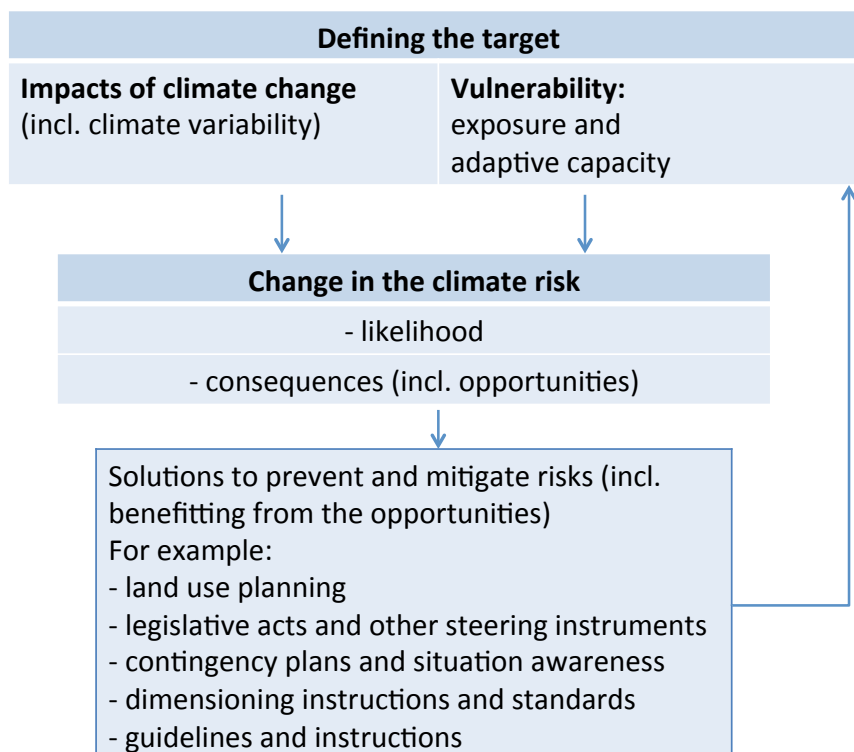 Defining the target
Impacts of climate change
(incl. climate variability)
Vulnerability:
exposure and
adaptive capacity
Change in the climate risk
- likelihood
- consequences (incl. opportunities)
Solutions to prevent and mitigate risks (incl.
benefitting from the opportunities)
For example:
- land use planning
- legislative acts and other steering instruments
- contingency plans and situation awareness
- dimensioning instructions and standards
- guidelines and instructions